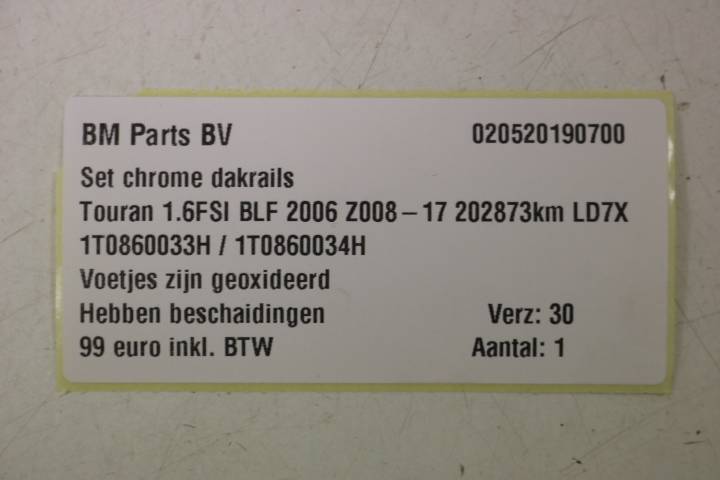 BM Parts BV 020520190700
Set chrome dakrails
Touran 1.6FSI BLF 2006 Z008 – 17 202873km LD7X
1T0860033H / 1T0860034H
Voetjes zijn geoxideerd
Hebben beschaidingen Verz: 30
99 euro inkl. BTW Aantal: 1